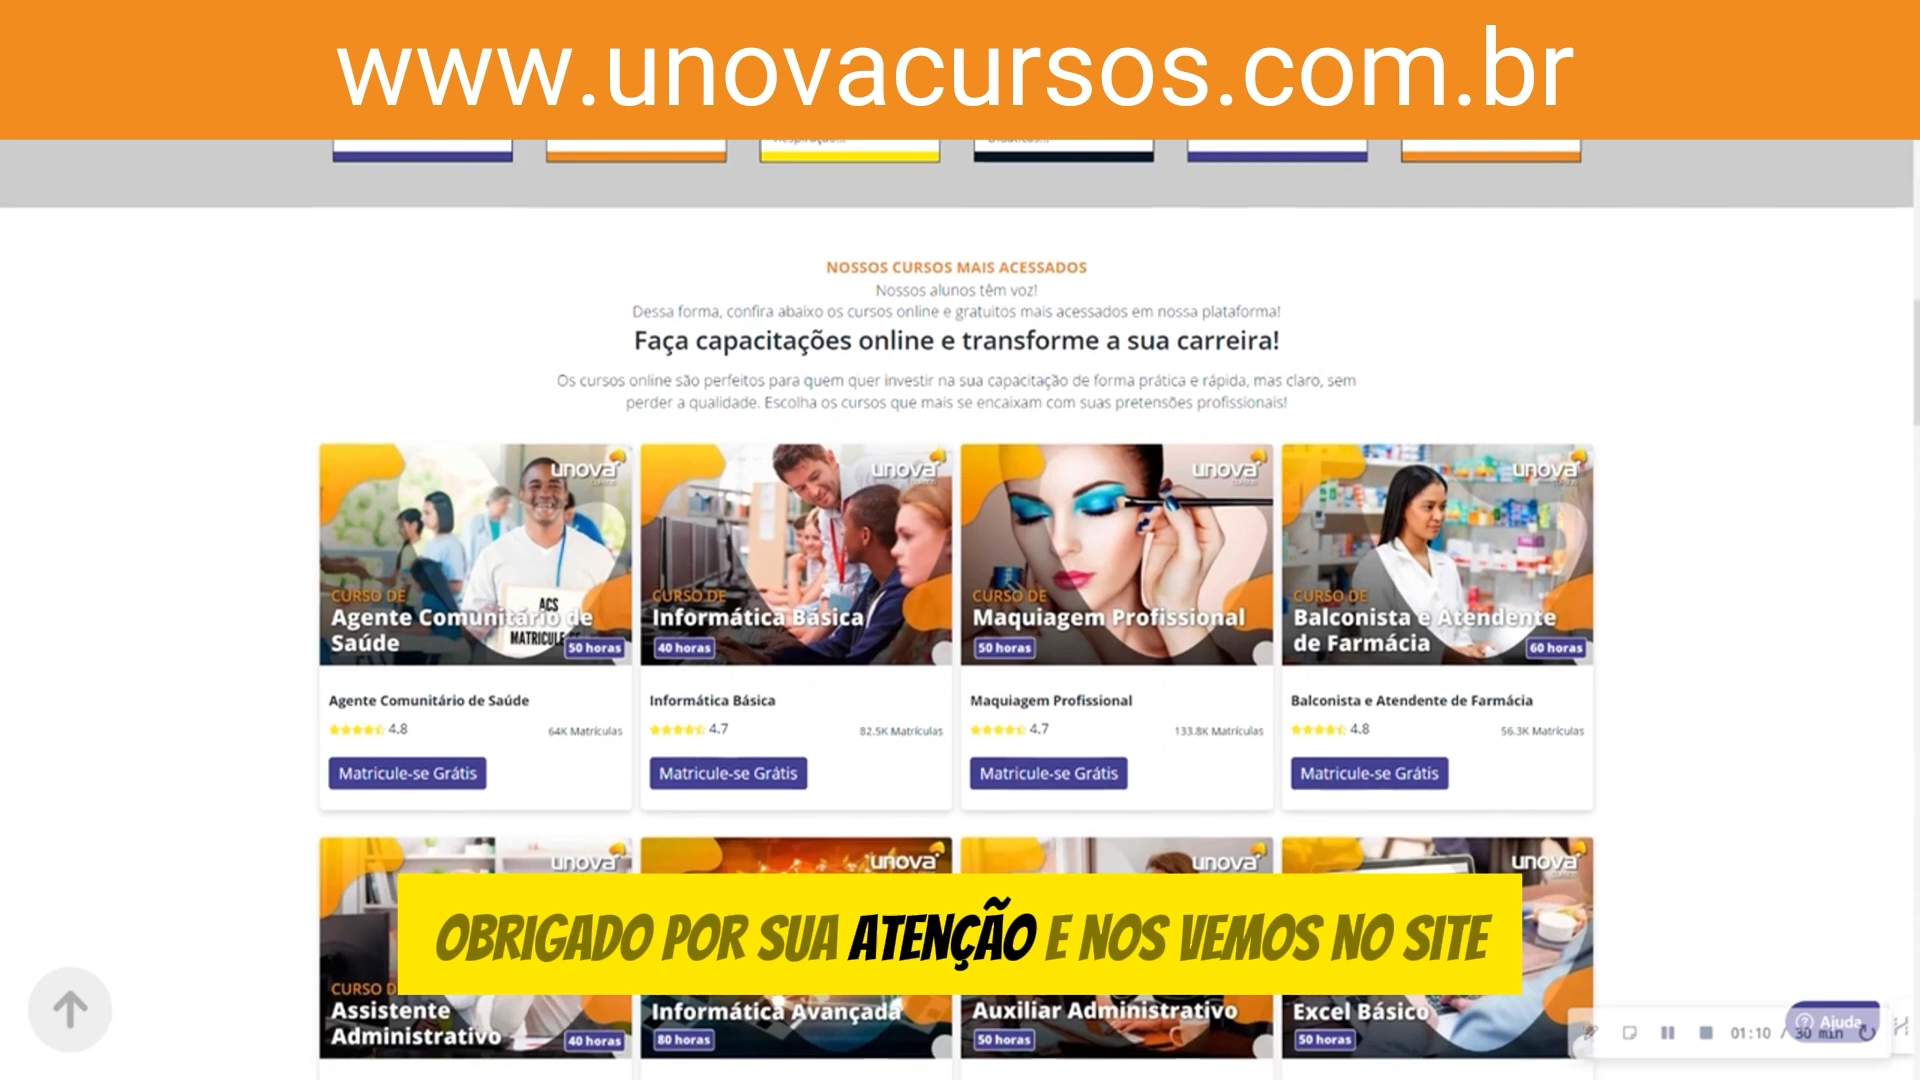 www.unovacursos.com.br
NOSSOS CURSOS MAIS ACESSADOS
Nossos alunos têm voz!
Dessa forma, confira abaixo os cursos online e gratuitos mais acessados em nossa plataforma!
Faça capacitações online e transforme a sua carreira!
Os cursos online são perfeitos para quem quer investir na sua capacitação de forma prática e rápida, mas claro, sem
perder a qualidade. Escolha os cursos que mais se encaixam com suas pretensões profissionais!
unova
CURSO DE
Agente Comunitário de
Saúde
ACS
50 horas
unova
CURSO DE
Informática Básica
40 horas
unova
CURSO DE
Maquiagem Profissional
50 horas
unova
CURSO DE
Balconista e Atendente
de Farmácia
60 horas
Agente Comunitário de Saúde
4.8
64K Matrículas
Matricule-se Grátis
Informática Básica
4.7
82.5K Matrículas
Matricule-se Grátis
Maquiagem Profissional
4.7
133.8K Matrículas
Matricule-se Grátis
Balconista e Atendente de Farmácia
4.8
56.3K Matrículas
Matricule-se Grátis
unova
unova
unova
unova
OBRIGADO POR SUA ATENÇÃO E NOS VEMOS NO SITE
CURSO D
Assistente
Administrativo
40 horas
Informática Avançada
80 horas
Auxiliar Administrativo
50 horas
Excel Básico
50 horas
Ajuda
01:10 / 30 min